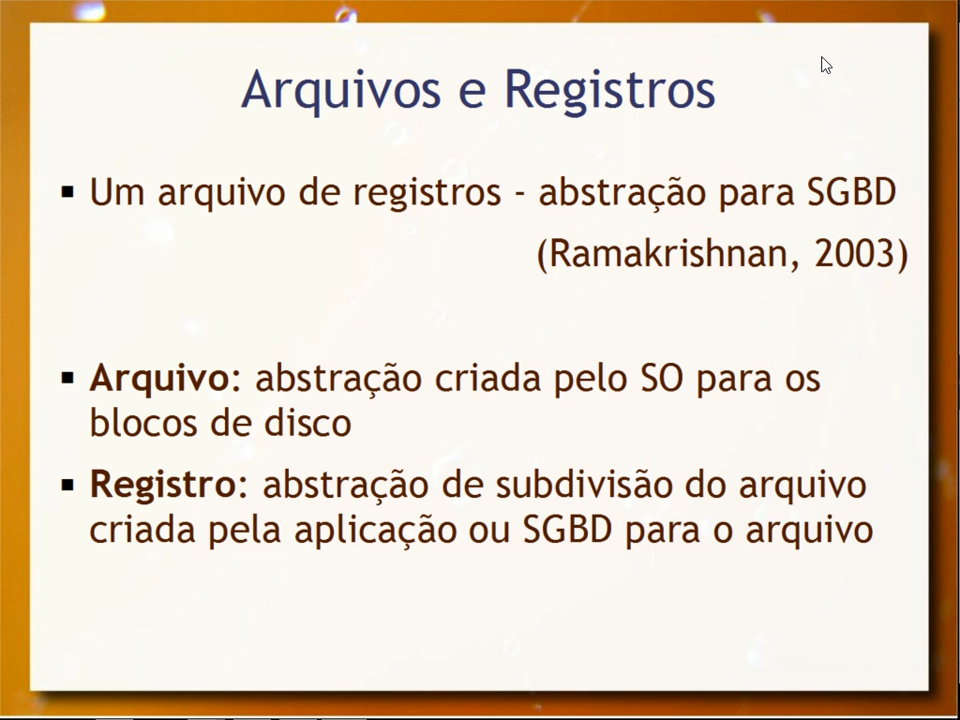 Arquivos e Registros
▪ Um arquivo de registros - abstração para SGBD
(Ramakrishnan, 2003)
▪ Arquivo: abstração criada pelo SO para os
blocos de disco
▪ Registro: abstração de subdivisão do arquivo
criada pela aplicação ou SGBD para o arquivo